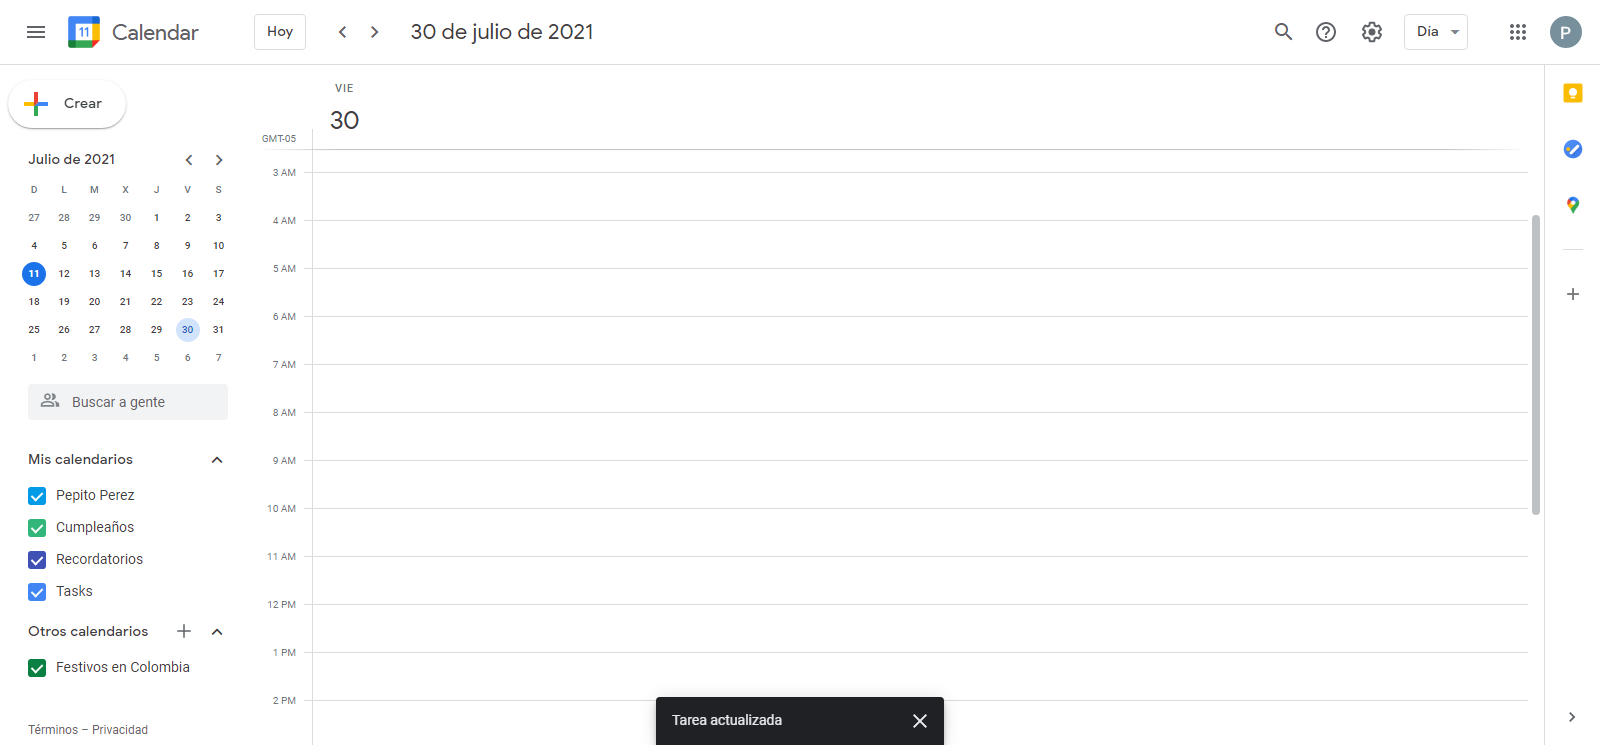 11 Calendar Hoy 30 de julio de 2021 Día P
Crear
Julio de 2021
D L M X J V S
27 28 29 30 1 2 3
4 5 6 7 8 9 10
11 12 13 14 15 16 17
18 19 20 21 22 23 24
25 26 27 28 29 30 31
1 2 3 4 5 6 7
Buscar a gente
Mis calendarios
Pepito Perez
Cumpleaños
Recordatorios
Tasks
Otros calendarios
Festivos en Colombia
Términos – Privacidad
VIE
30
GMT-05
3 AM
4 AM
5 AM
6 AM
7 AM
8 AM
9 AM
10 AM
11 AM
12 PM
1 PM
2 PM
Tarea actualizada